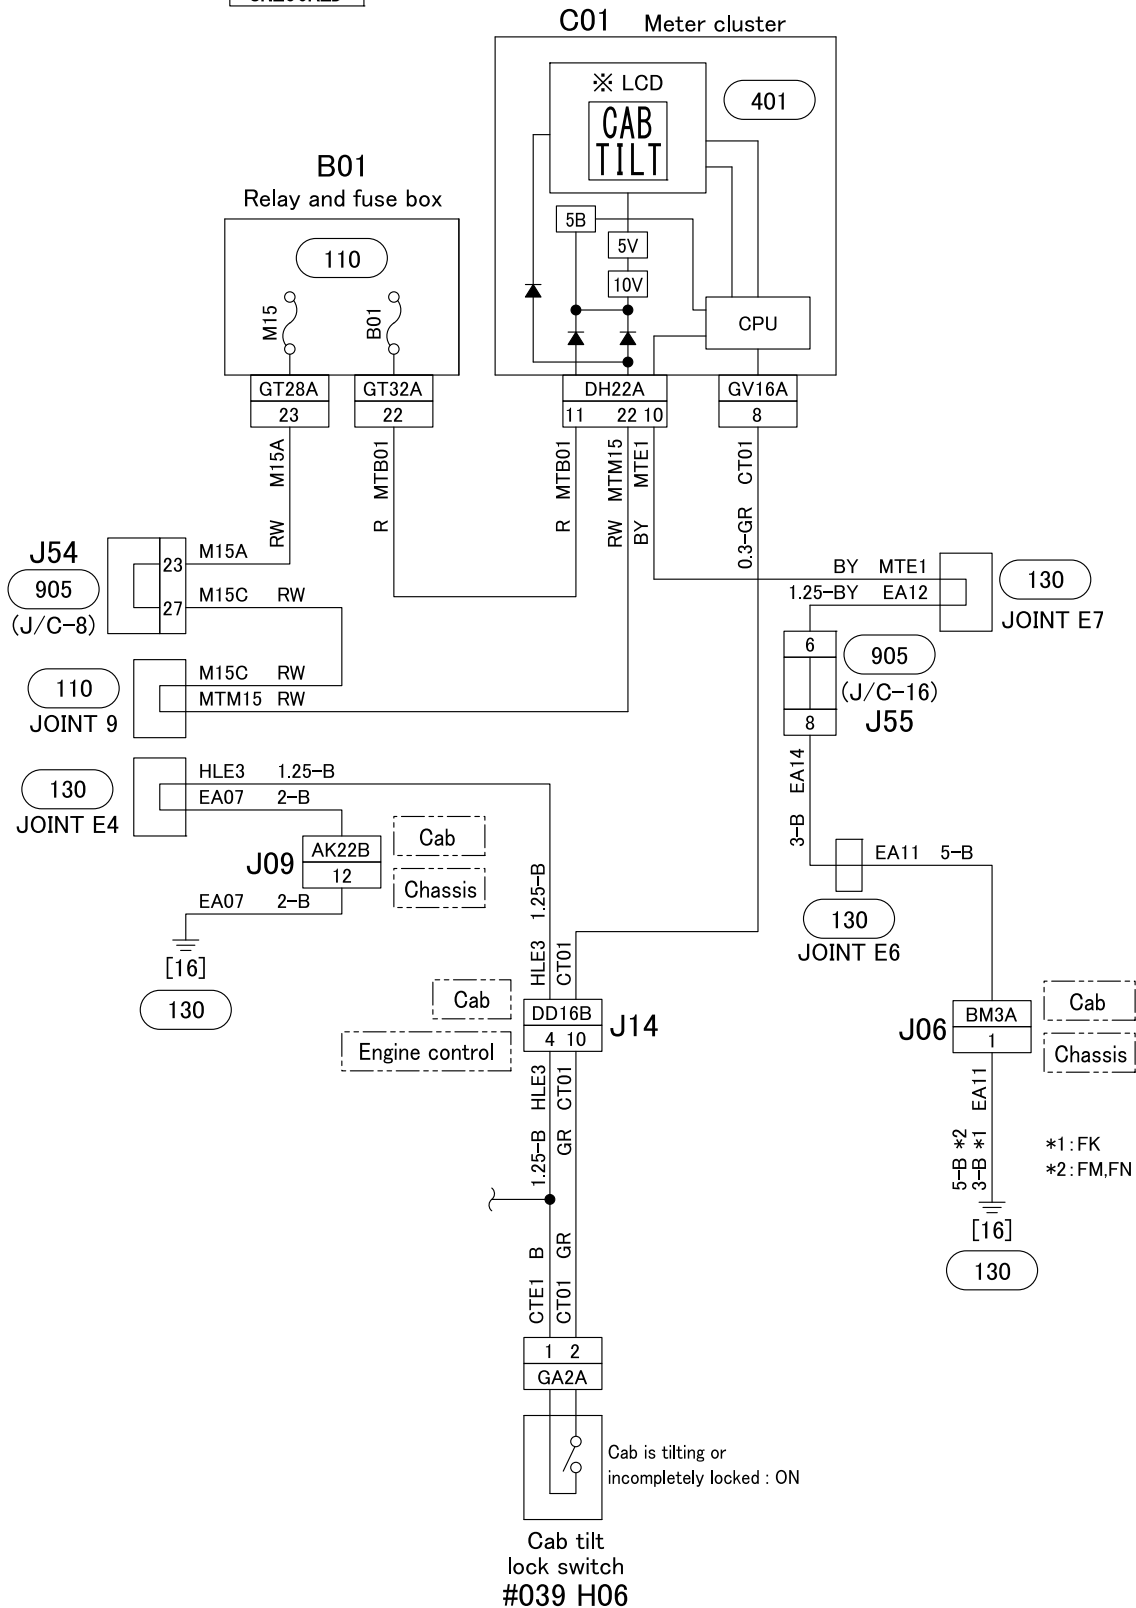 C01 Meter cluster
※ LCD
CAB
TILT
401
B01
Relay and fuse box
110
M15
B01
5B
5V
10V
CPU
GT28A
23
GT32A
22
DH22A
11 22 10
GV16A
8
RW M15A
R MTB01
R MTB01
RW MTM15
BY MTE1
0.3-GR CT01
J54
905
(J/C-8)
23
27
M15A
M15C RW
110
JOINT 9
M15C RW
MTM15 RW
BY MTE1
1.25-BY EA12
130
JOINT E7
6
8
905
(J/C-16)
J55
130
JOINT E4
HLE3 1.25-B
EA07 2-B
J09
AK22B
12
Cab
Chassis
EA07 2-B
[16]
130
3-B EA14
EA11 5-B
130
JOINT E6
HLE3 1.25-B
CT01
Cab
Engine control
DD16B
4 10
J14
J06
BM3A
1
Cab
Chassis
1.25-B HLE3
GR CT01
5-B *2
3-B *1 EA11
*1:FK
*2:FM,FN
[16]
130
CTE1 B
CT01 GR
1 2
GA2A
Cab is tilting or
incompletely locked : ON
Cab tilt
lock switch
#039 H06